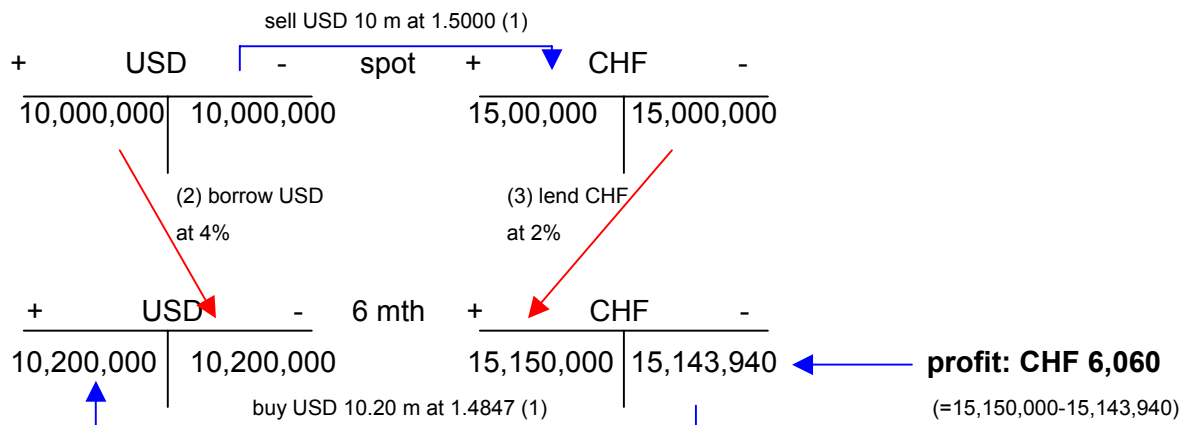 sell USD 10 m at 1.5000 (1)
+ USD - spot + CHF -
10,000,000 10,000,000 15,00,000 15,000,000
(2) borrow USD
at 4%
(3) lend CHF
at 2%
+ USD - 6 mth + CHF -
10,200,000 10,200,000 15,150,000 15,143,940 profit: CHF 6,060
buy USD 10.20 m at 1.4847 (1) (=15,150,000-15,143,940)